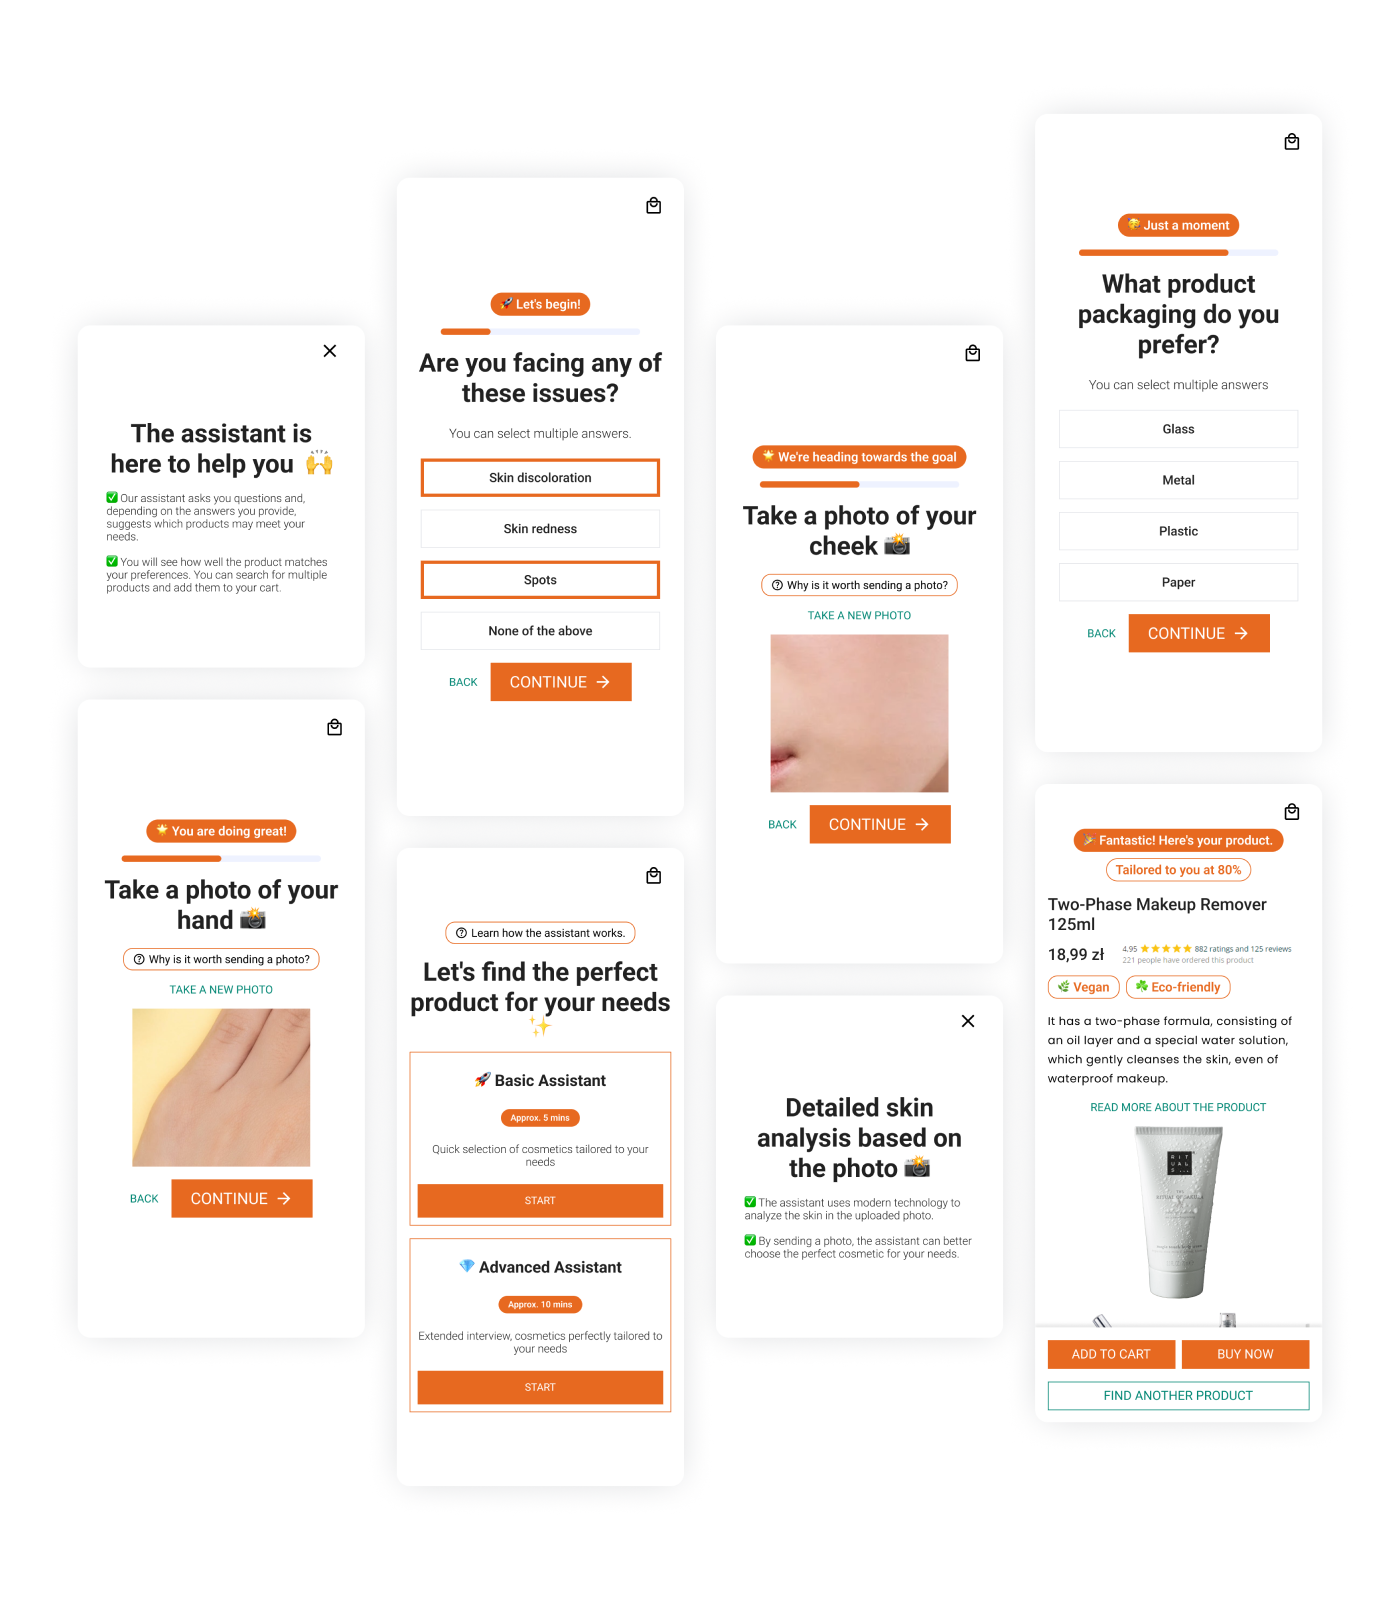 The assistant is
here to help you 🙌
✅ Our assistant asks you questions and,
depending on the answers you provide,
suggests which products may meet your
needs.
✅ You will see how well the product matches
your preferences. You can search for multiple
products and add them to your cart.
🌟 You are doing great!
Take a photo of your
hand 📸
Why is it worth sending a photo?
TAKE A NEW PHOTO
BACK
CONTINUE →
🚀 Let's begin!
Are you facing any of
these issues?
You can select multiple answers.
Skin discoloration
Skin redness
Spots
None of the above
BACK
CONTINUE →
Learn how the assistant works.
Let's find the perfect
product for your needs
✨
🚀 Basic Assistant
Approx. 5 mins
Quick selection of cosmetics tailored to your
needs
START
💎 Advanced Assistant
Approx. 10 mins
Extended interview, cosmetics perfectly tailored to
your needs
START
🌟 We're heading towards the goal
Take a photo of your
cheek 📸
Why is it worth sending a photo?
TAKE A NEW PHOTO
BACK
CONTINUE →
Detailed skin
analysis based on
the photo 📸
✅ The assistant uses modern technology to
analyze the skin in the uploaded photo.
✅ By sending a photo, the assistant can better
choose the perfect cosmetic for your needs.
🥳 Just a moment
What product
packaging do you
prefer?
You can select multiple answers
Glass
Metal
Plastic
Paper
BACK
CONTINUE →
🎉 Fantastic! Here's your product.
Tailored to you at 80%
Two-Phase Makeup Remover
125ml
18,99 zł
4.95 ★★★★★ 882 ratings and 125 reviews
221 people have ordered this product
🌿 Vegan
☘️ Eco-friendly
It has a two-phase formula, consisting of
an oil layer and a special water solution,
which gently cleanses the skin, even of
waterproof makeup.
READ MORE ABOUT THE PRODUCT
RIT
UAL
S...
ADD TO CART
BUY NOW
FIND ANOTHER PRODUCT